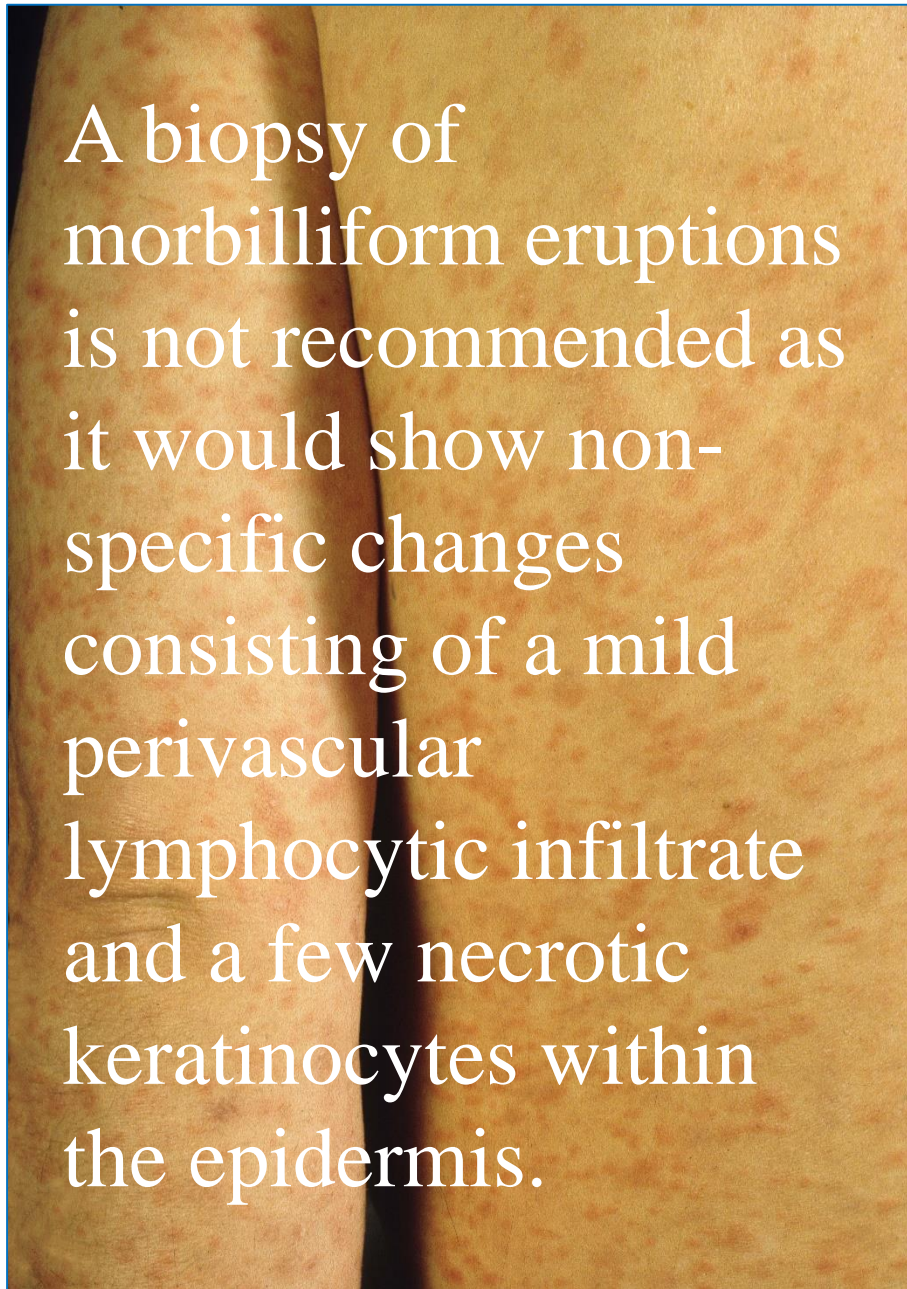 A biopsy of
morbilliform eruptions
is not recommended as
it would show non-
specific changes
consisting of a mild
perivascular
lymphocytic infiltrate
and a few necrotic
keratinocytes within
the epidermis.